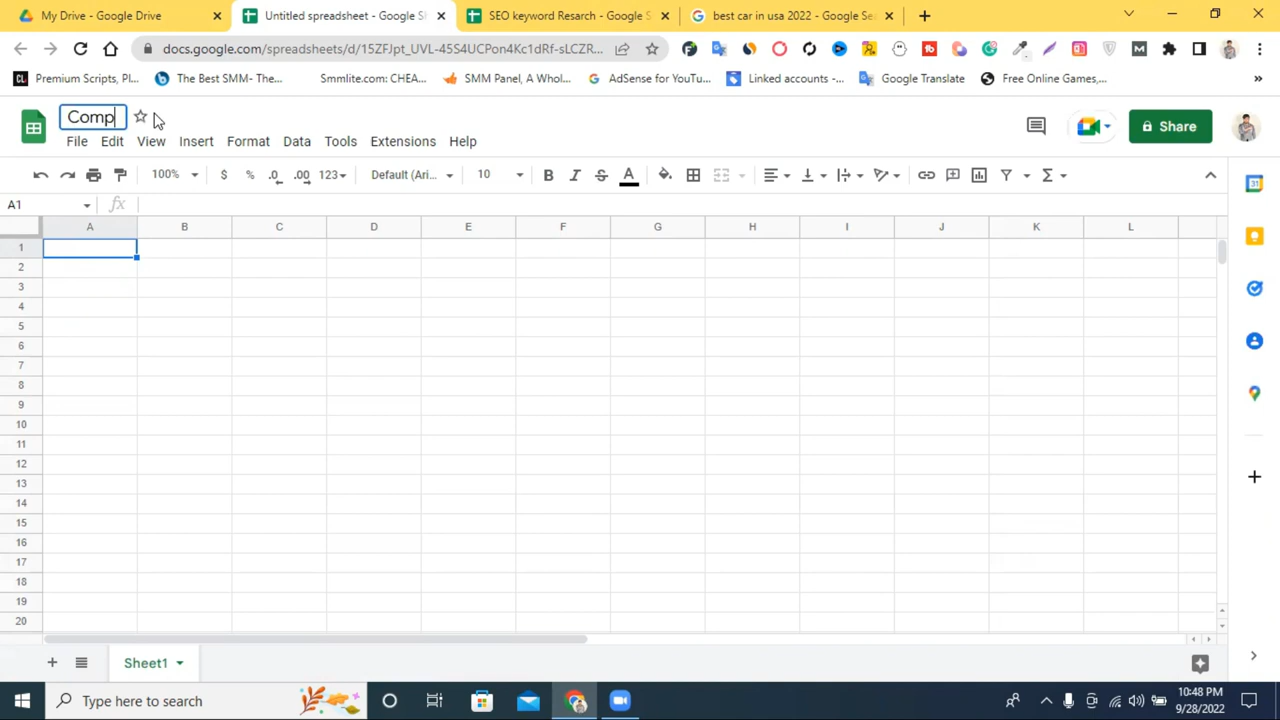 My Drive - Google Drive
Untitled spreadsheet - Google Sh
SEO keyword Resarch - Google S
best car in usa 2022 - Google Sea
docs.google.com/spreadsheets/d/15ZFJpt_UVL-45S4UCPon4Kc1dRf-sLCZR...
Premium Scripts, Pl...
The Best SMM- The...
Smmlite.com: CHEA...
SMM Panel, A Whol...
AdSense for YouTu...
Linked accounts -...
Google Translate
Free Online Games,...
»
Comp
File Edit View Insert Format Data Tools Extensions Help
Share
100% $ % .0 .00 123 Default (Ari... 10 B I S A
A1 fx
A B C D E F G H I J K L
1
2
3
4
5
6
7
8
9
10
11
12
13
14
15
16
17
18
19
20
Sheet1
Type here to search
10:48 PM
9/28/2022